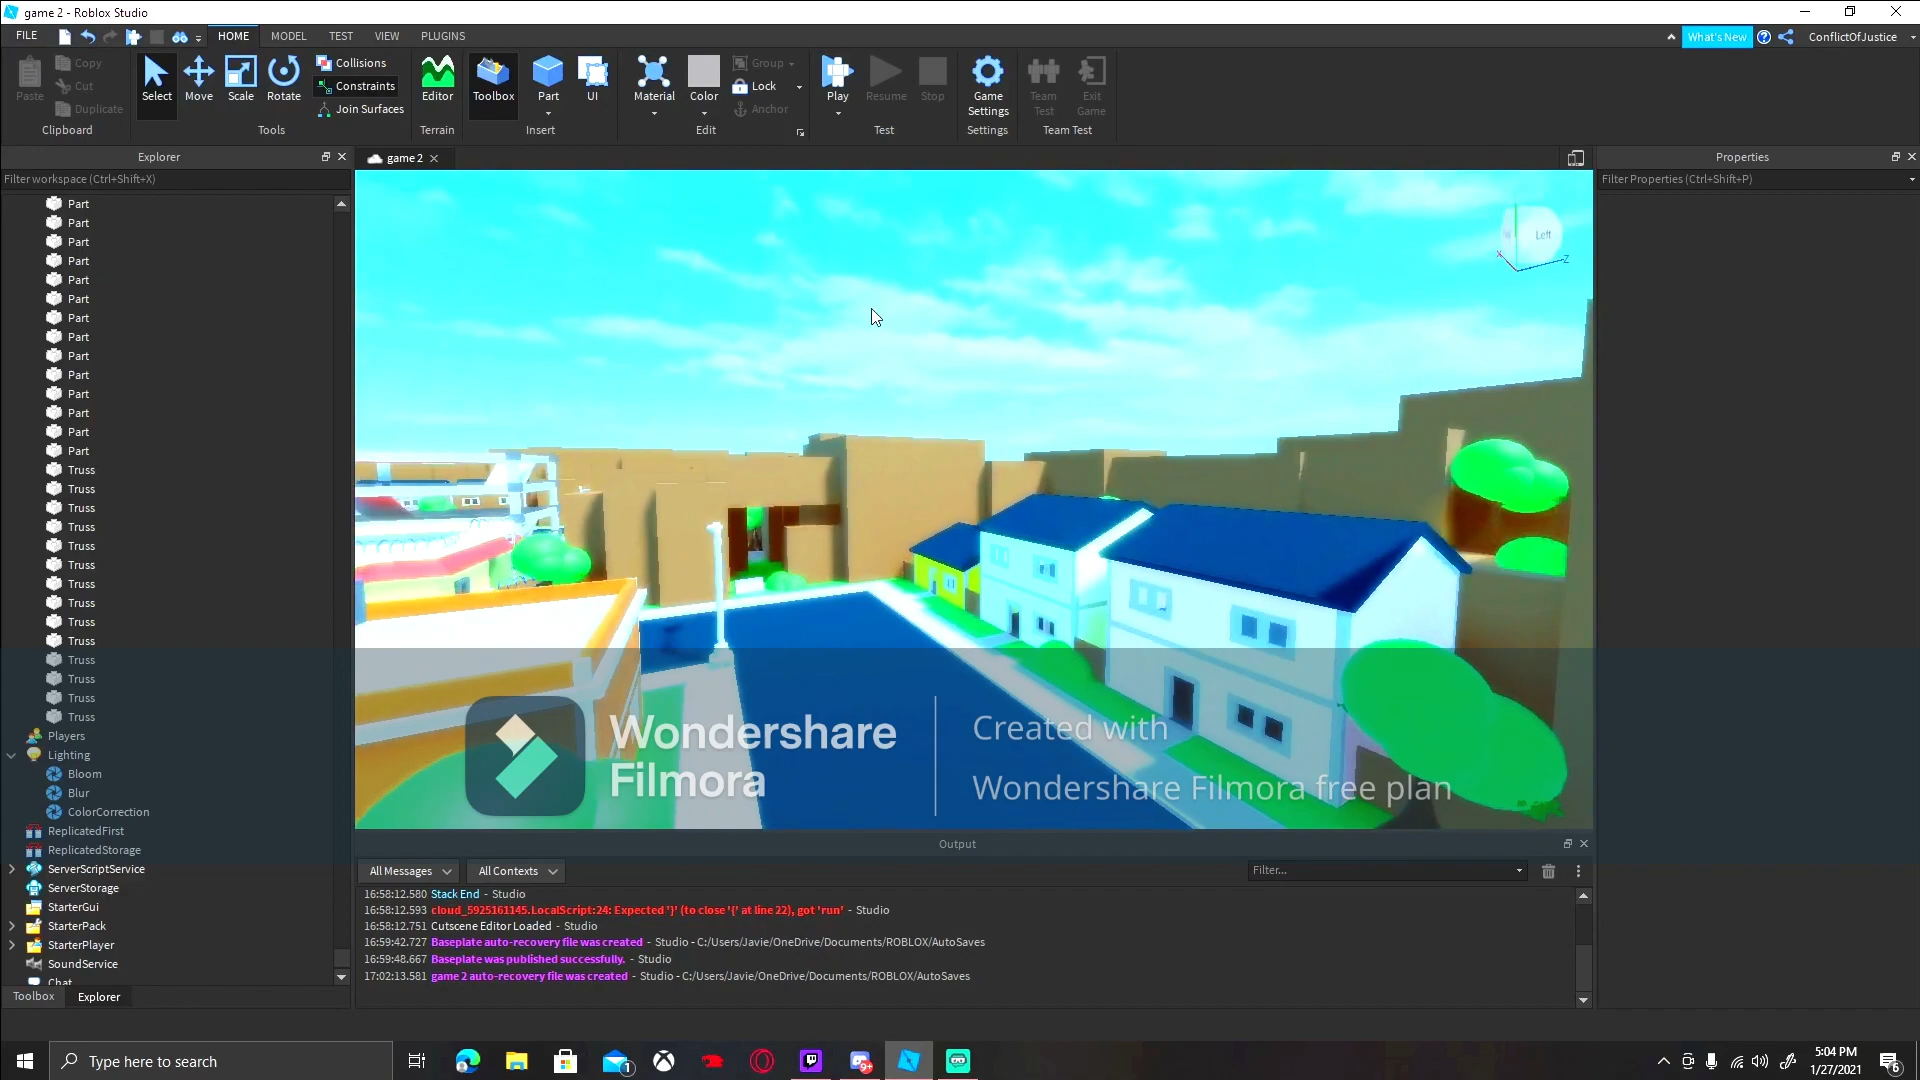 game 2 - Roblox Studio
FILE HOME MODEL TEST VIEW PLUGINS What's New ConflictOfJustice
Paste Copy Cut Duplicate
Clipboard
Select Move Scale Rotate
Collisions
Constraints
Join Surfaces
Tools
Editor
Terrain
Toolbox Part UI
Insert
Material Color
Group
Lock
Anchor
Edit
Play Resume Stop
Test
Game Settings
Settings
Team Test
Exit Game
Team Test
Explorer
Filter workspace (Ctrl+Shift+X)
Part
Part
Part
Part
Part
Part
Part
Part
Part
Part
Part
Part
Part
Part
Truss
Truss
Truss
Truss
Truss
Truss
Truss
Truss
Truss
Truss
Truss
Truss
Truss
Truss
Players
Lighting
Bloom
Blur
ColorCorrection
ReplicatedFirst
ReplicatedStorage
ServerScriptService
ServerStorage
StarterGui
StarterPack
StarterPlayer
SoundService
Chat
Toolbox Explorer
game 2
Left
X
Z
Wondershare
Filmora
Created with
Wondershare Filmora free plan
Properties
Filter Properties (Ctrl+Shift+P)
Output
All Messages All Contexts Filter...
16:58:12.580 Stack End - Studio
16:58:12.593 cloud_5925161145.LocalScript:24: Expected '}' (to close '{' at line 22), got 'run' - Studio
16:58:12.751 Cutscene Editor Loaded - Studio
16:59:42.727 Baseplate auto-recovery file was created - Studio - C:/Users/Javie/OneDrive/Documents/ROBLOX/AutoSaves
16:59:48.667 Baseplate was published successfully. - Studio
17:02:13.581 game 2 auto-recovery file was created - Studio - C:/Users/Javie/OneDrive/Documents/ROBLOX/AutoSaves
Type here to search
1
9+
5:04 PM
1/27/2021
6